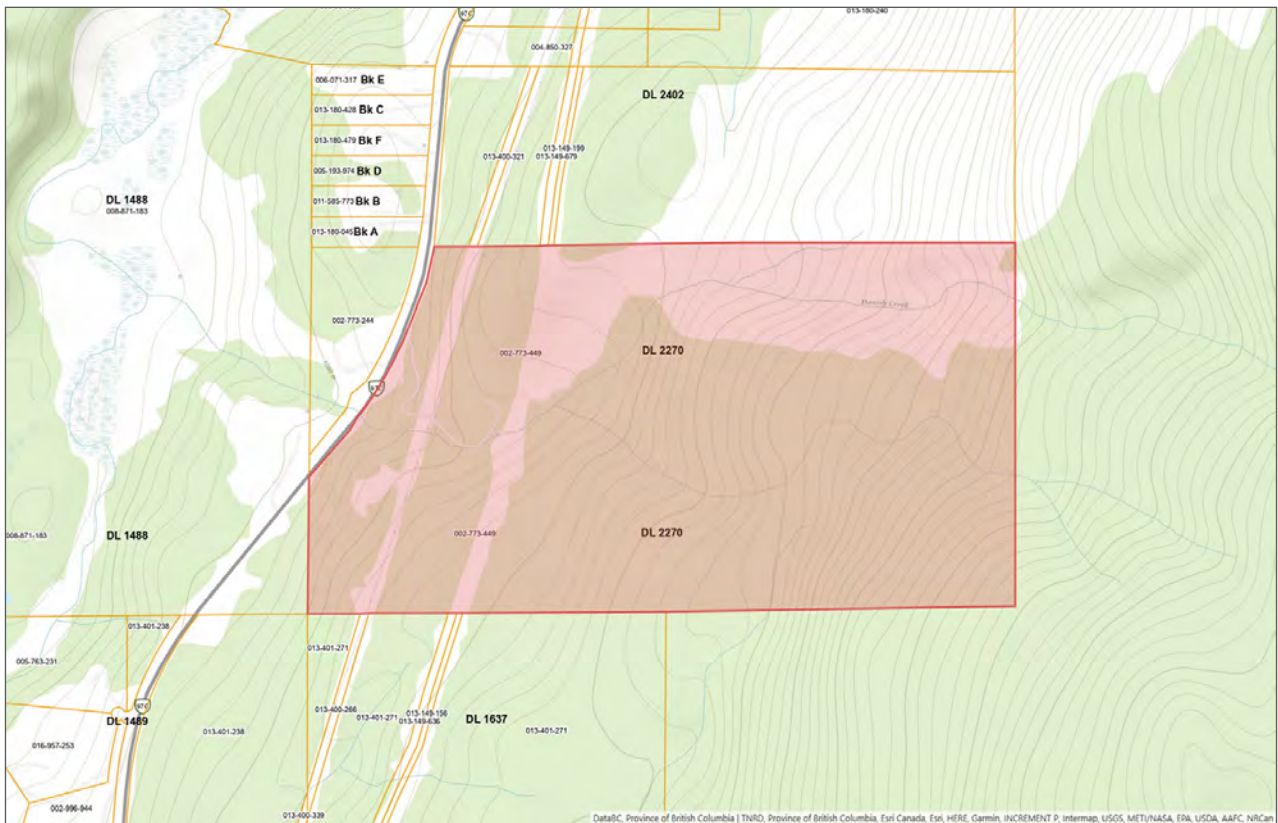 97C
013-180-240
004-850-327
006-071-317 Bk E
DL 2402
013-180-428 Bk C
013-180-479 Bk F
013-149-199
013-400-321 013-149-679
005-193-974 Bk D
DL 1488
011-585-773 Bk B
008-871-183
013-180-045 Bk A
002-773-244
002-773-449
DL 2270
97C
008-871-183
DL 1488
002-773-449
DL 2270
013-401-238
013-401-271
005-763-231
97C
013-400-266
013-149-156
013-401-271 013-149-636
DL 1637
DL 1489
013-401-238
013-401-271
016-957-253
002-996-944
013-400-339
DataBC, Province of British Columbia | TNRD, Province of British Columbia, Esri Canada, Esri, HERE, Garmin, INCREMENT P, Intermap, USGS, METI/NASA, EPA, USDA, AAFC, NRCan